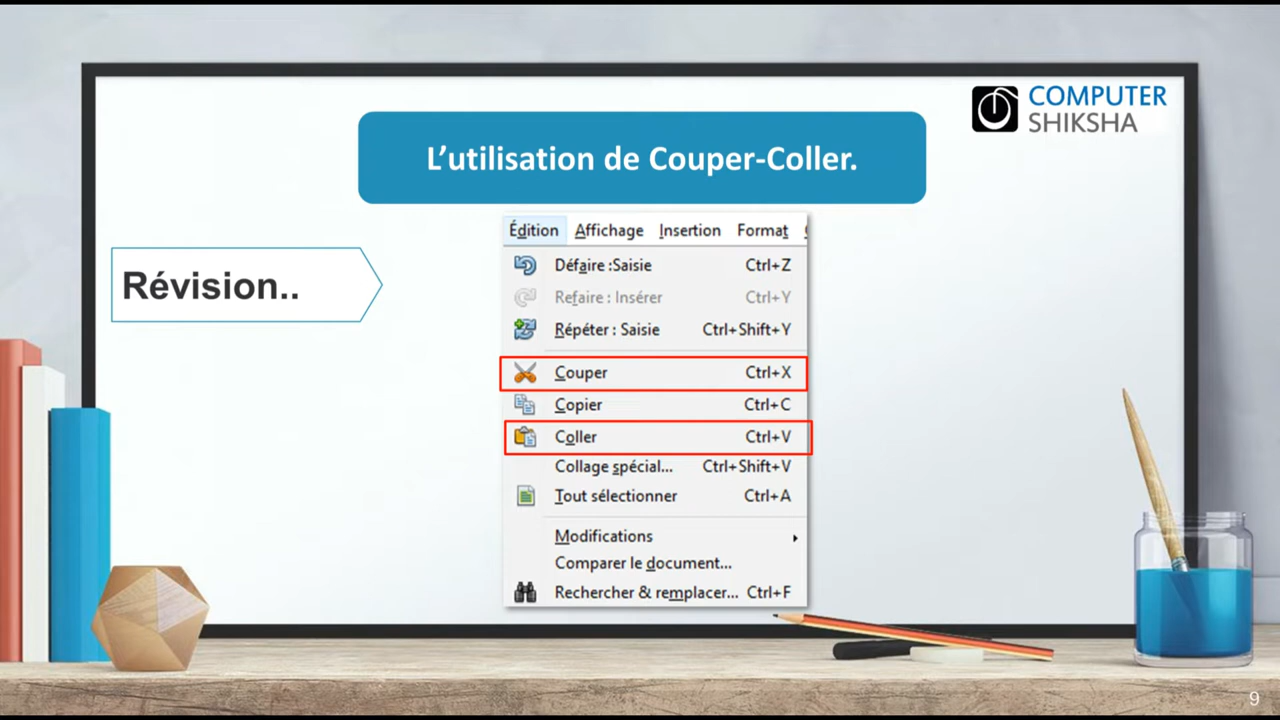 COMPUTER
SHIKSHA
L’utilisation de Couper-Coller.
Révision..
Édition Affichage Insertion Format
Défaire :Saisie Ctrl+Z
Refaire : Insérer Ctrl+Y
Répéter : Saisie Ctrl+Shift+Y
Couper Ctrl+X
Copier Ctrl+C
Coller Ctrl+V
Collage spécial... Ctrl+Shift+V
Tout sélectionner Ctrl+A
Modifications
Comparer le document...
Rechercher & remplacer... Ctrl+F
9